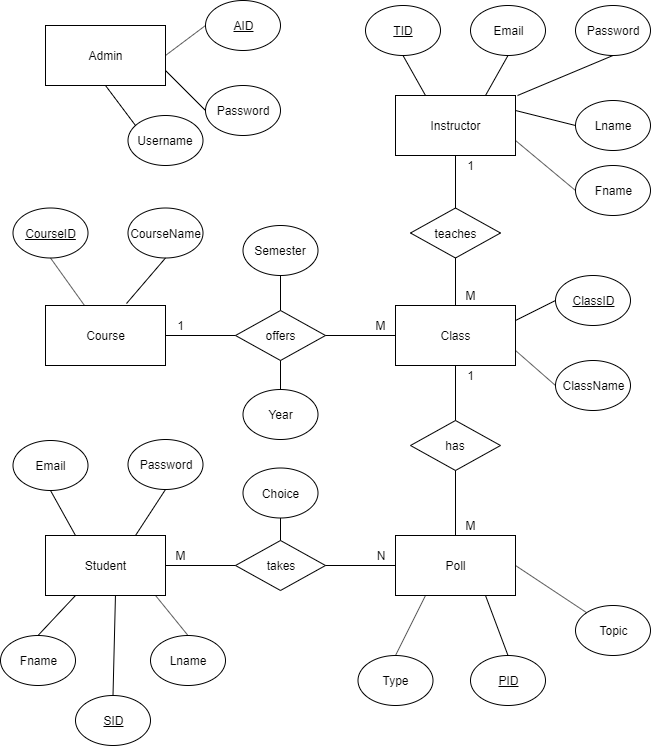 AID
Admin
Password
Username
TID
Email
Password
Instructor
Lname
Fname
1
teaches
M
CourseID
CourseName
Semester
ClassID
Course
1
offers
M
Class
1
ClassName
Year
has
Email
Password
Choice
M
Student
M
takes
N
Poll
Topic
Fname
Lname
SID
Type
PID